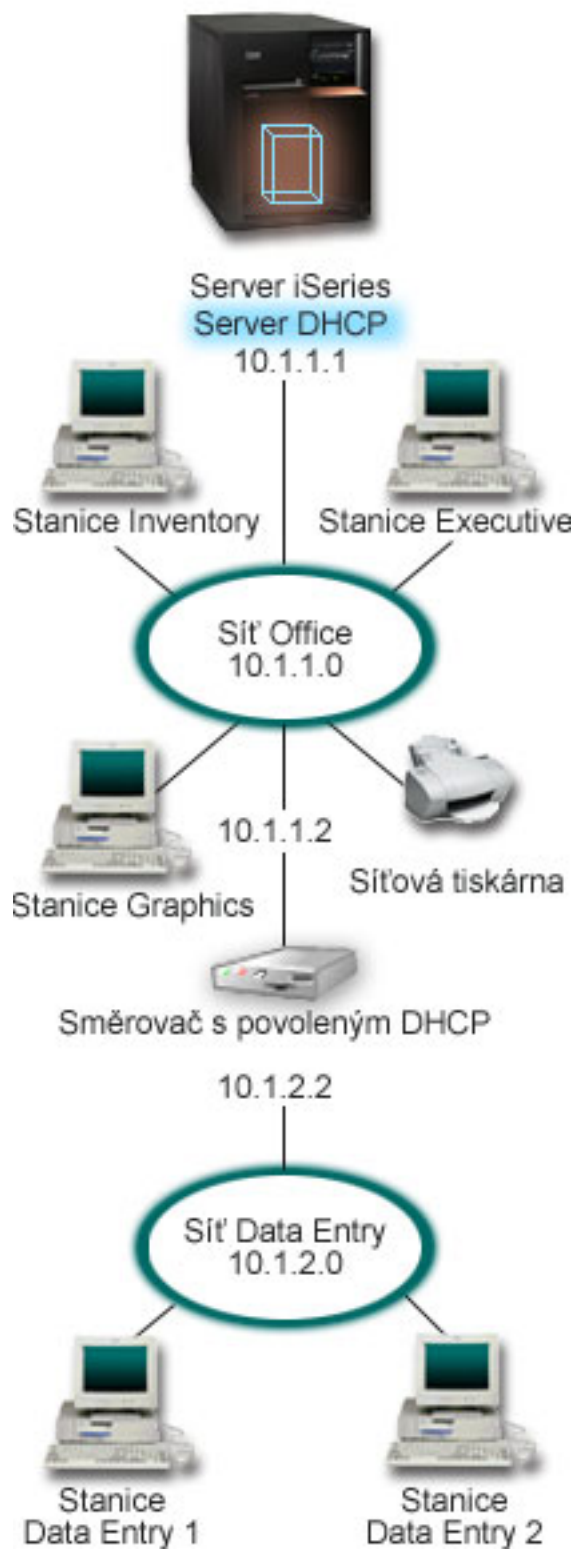 Server iSeries
Server DHCP
10.1.1.1
Stanice Inventory
Stanice Executive
Síť Office
10.1.1.0
Stanice Graphics
10.1.1.2
Síťová tiskárna
Směrovač s povoleným DHCP
10.1.2.2
Síť Data Entry
10.1.2.0
Stanice
Data Entry 1
Stanice
Data Entry 2